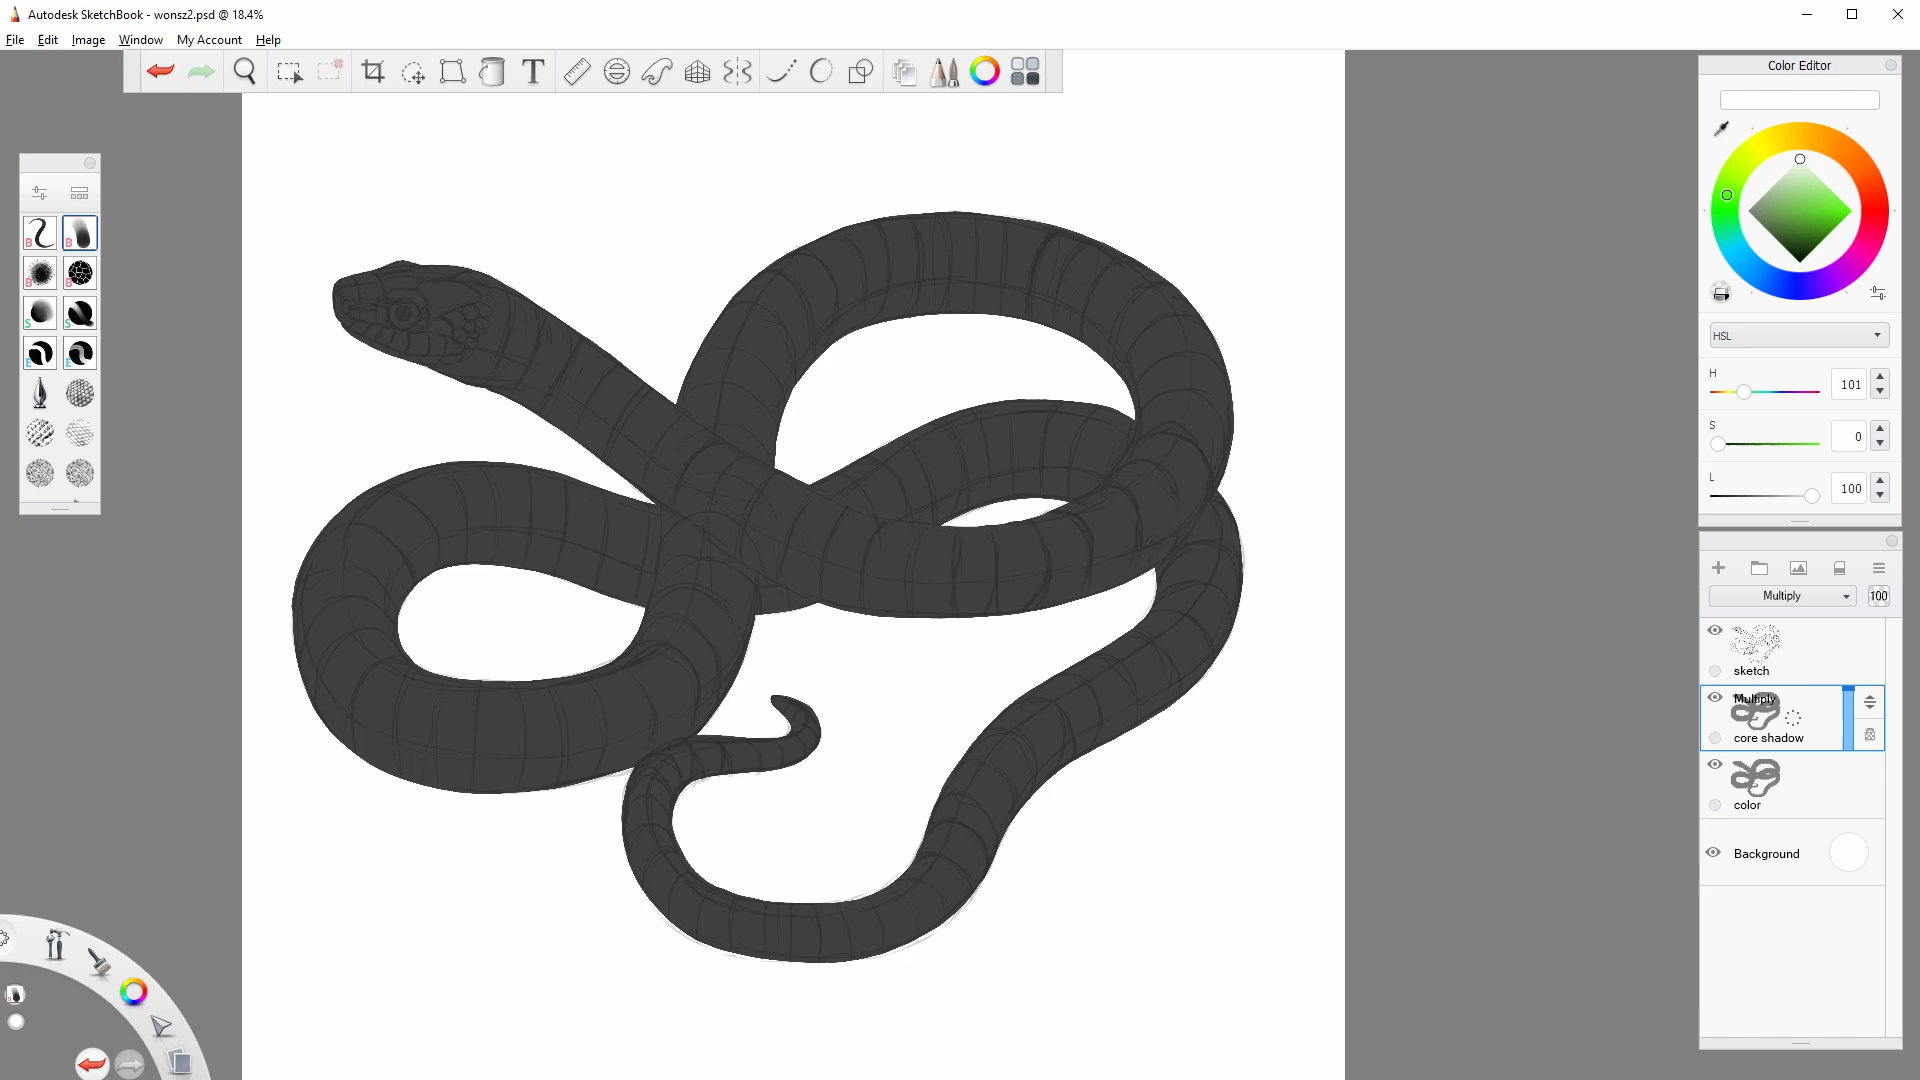 Autodesk SketchBook - wonsz2.psd @ 18.4%
File Edit Image Window My Account Help
T
Color Editor
B B
B B
S S
E E
HSL
H
101
S
0
L
100
Multiply 100
sketch
Multiply
core shadow
color
Background